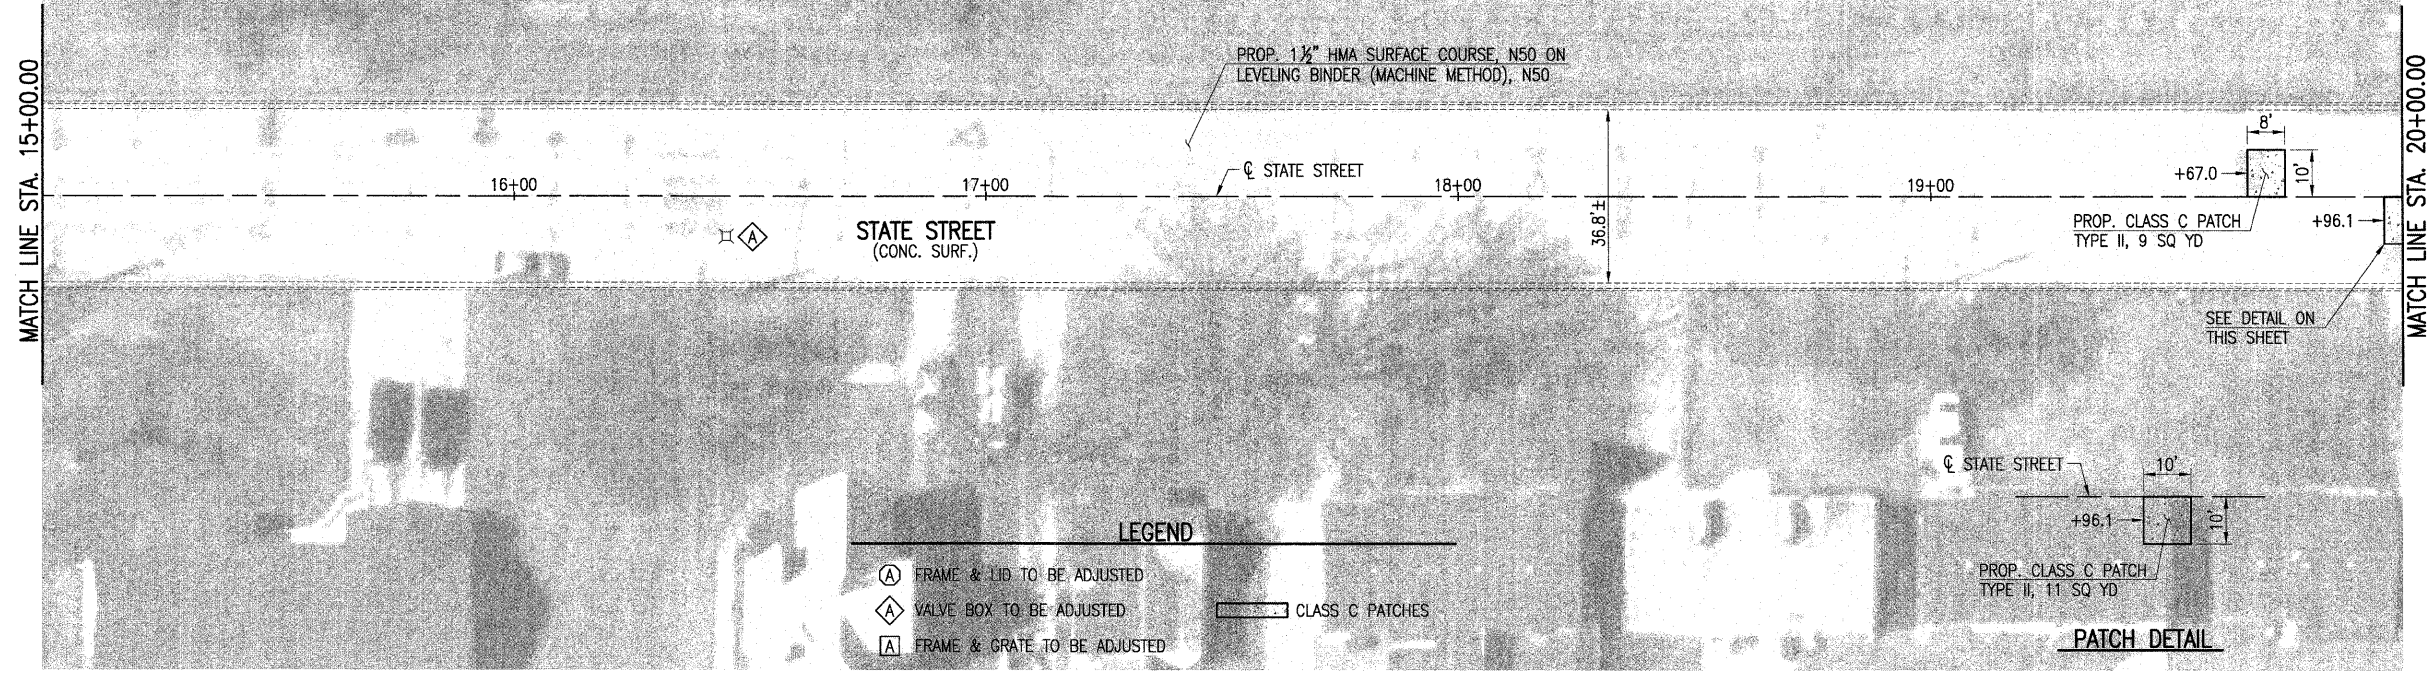 MATCH LINE STA. 15+00.00
PROP. 1½" HMA SURFACE COURSE, N50 ON
LEVELING BINDER (MACHINE METHOD), N50
MATCH LINE STA. 20+00.00
8'
10'
+67.0
℄ STATE STREET
16+00
17+00
18+00
19+00
36.8'±
STATE STREET
(CONC. SURF.)
A
PROP. CLASS C PATCH
TYPE II, 9 SQ YD
+96.1
SEE DETAIL ON
THIS SHEET
℄ STATE STREET
10'
+96.1
10'
PROP. CLASS C PATCH
TYPE II, 11 SQ YD
PATCH DETAIL
LEGEND
A FRAME & LID TO BE ADJUSTED
A VALVE BOX TO BE ADJUSTED
CLASS C PATCHES
A FRAME & GRATE TO BE ADJUSTED